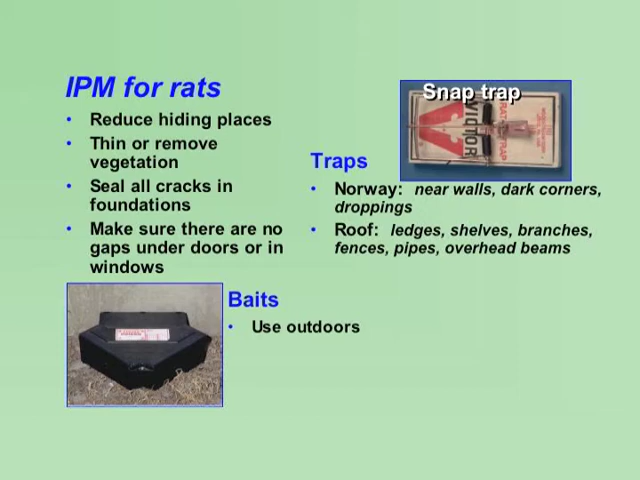 IPM for rats
• Reduce hiding places
• Thin or remove
vegetation
• Seal all cracks in
foundations
• Make sure there are no
gaps under doors or in
windows
Snap trap
VICTOR
Traps
• Norway: near walls, dark corners,
droppings
• Roof: ledges, shelves, branches,
fences, pipes, overhead beams
Baits
• Use outdoors